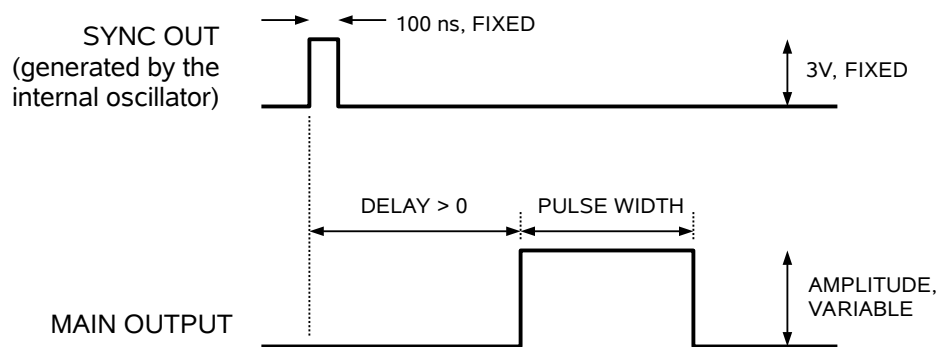 100 ns, FIXED
SYNC OUT
(generated by the
internal oscillator)
3V, FIXED
DELAY > 0
PULSE WIDTH
AMPLITUDE,
VARIABLE
MAIN OUTPUT